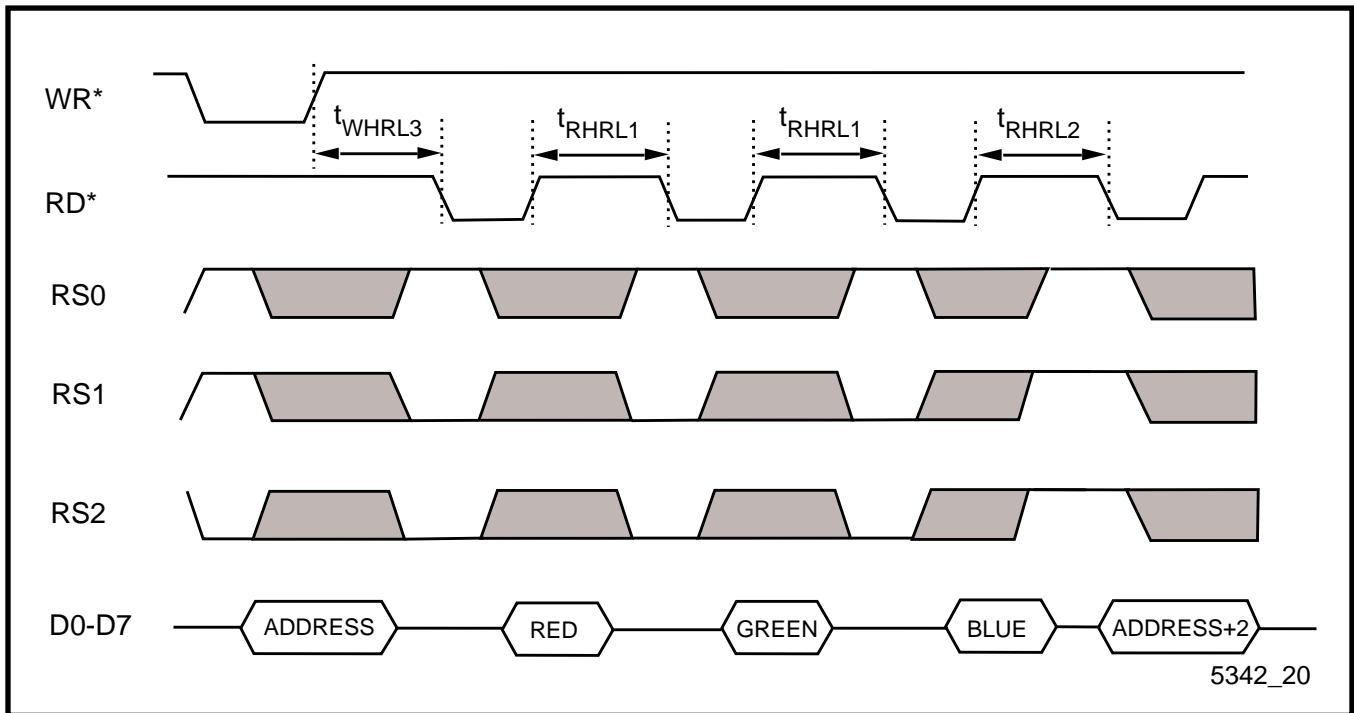 WR*
tWHRL3 tRHRL1 tRHRL1 tRHRL2
RD*
RS0
RS1
RS2
D0-D7 ADDRESS RED GREEN BLUE ADDRESS+2
5342_20